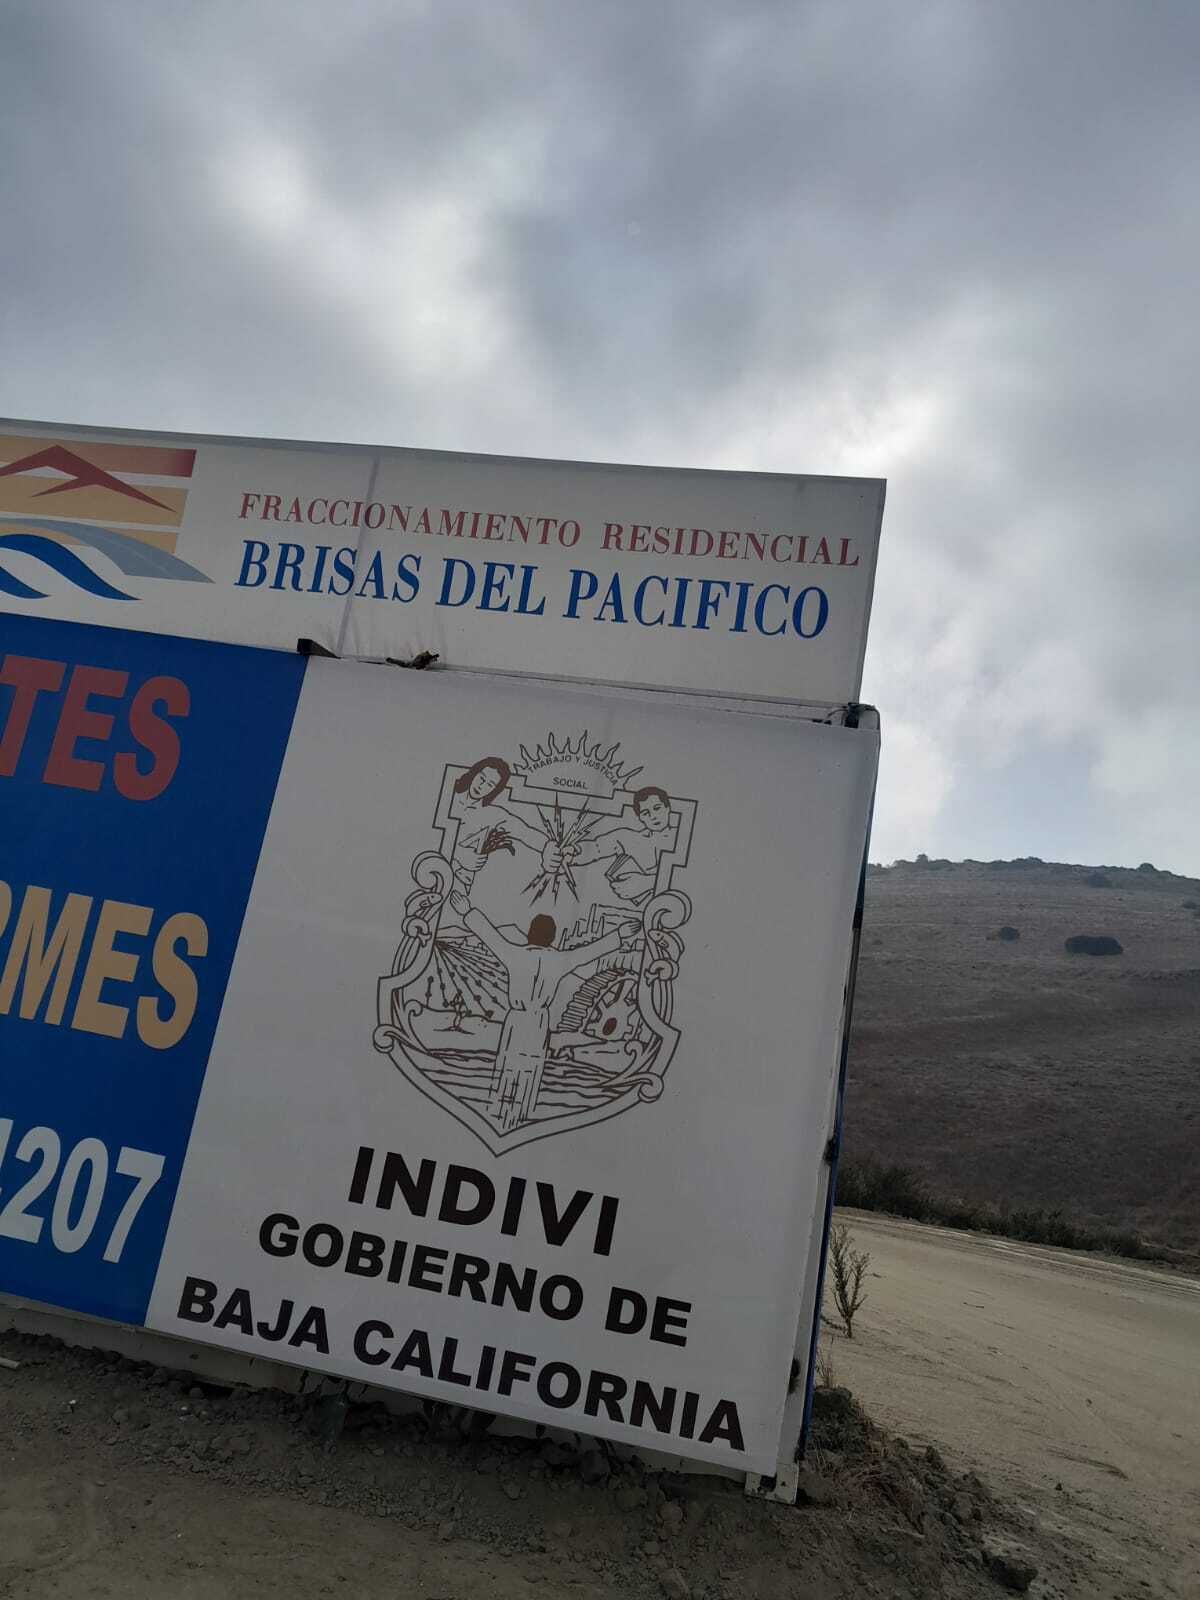 FRACCIONAMIENTO RESIDENCIAL
BRISAS DEL PACIFICO
TES
RMES
4207
TRABAJO Y JUSTICIA
SOCIAL
INDIVI
GOBIERNO DE
BAJA CALIFORNIA